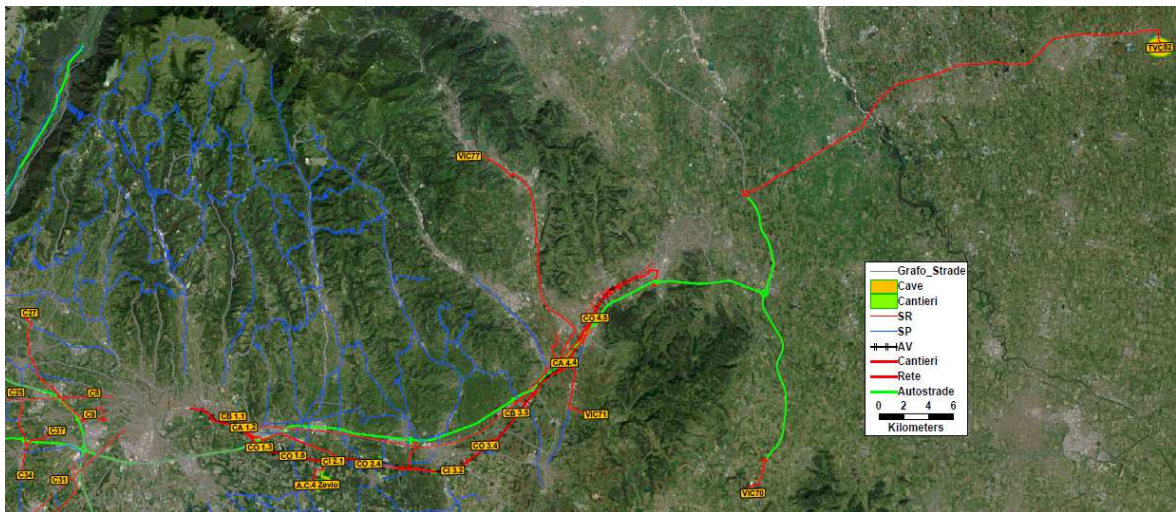 TVC82
VIC77
C27
CO 4.5
CA 4.4
C25
C8
C9
CB 1.1
CA 1.2
CB 3.5
VIC71
C37
CO 1.3
CO 1.6
CI 2.1
CO 2.4
CO 3.4
CI 3.2
C34
C31
A.C.4 Zevio
VIC70
Grafo_Strade
Cave
Cantieri
SR
SP
AV
Cantieri
Rete
Autostrade
0 2 4 6
Kilometers